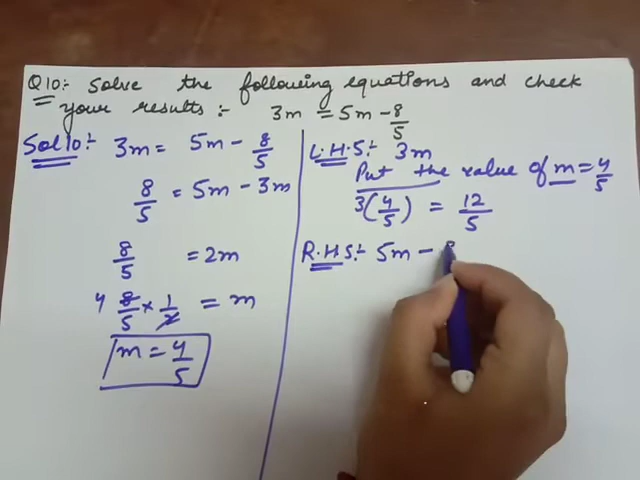 Q10:- Solve the following equations and check
your results:- 3m = 5m - 8/5
Sol10:- 3m = 5m - 8/5
8/5 = 5m - 3m
8/5 = 2m
4 8/5 × 1/2 = m
m = 4/5
L.H.S:- 3m
Put the value of m = 4/5
3(4/5) = 12/5
R.H.S:- 5m - 8